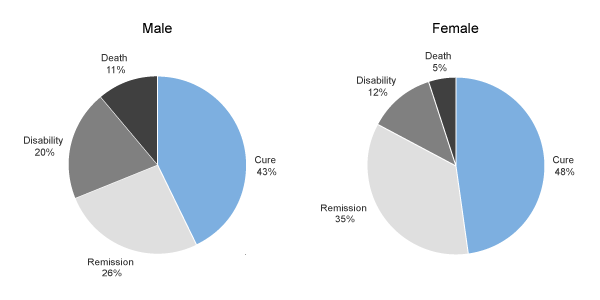 Male
Death
11%
Disability
20%
Cure
43%
Remission
26%
Female
Death
5%
Disability
12%
Cure
48%
Remission
35%